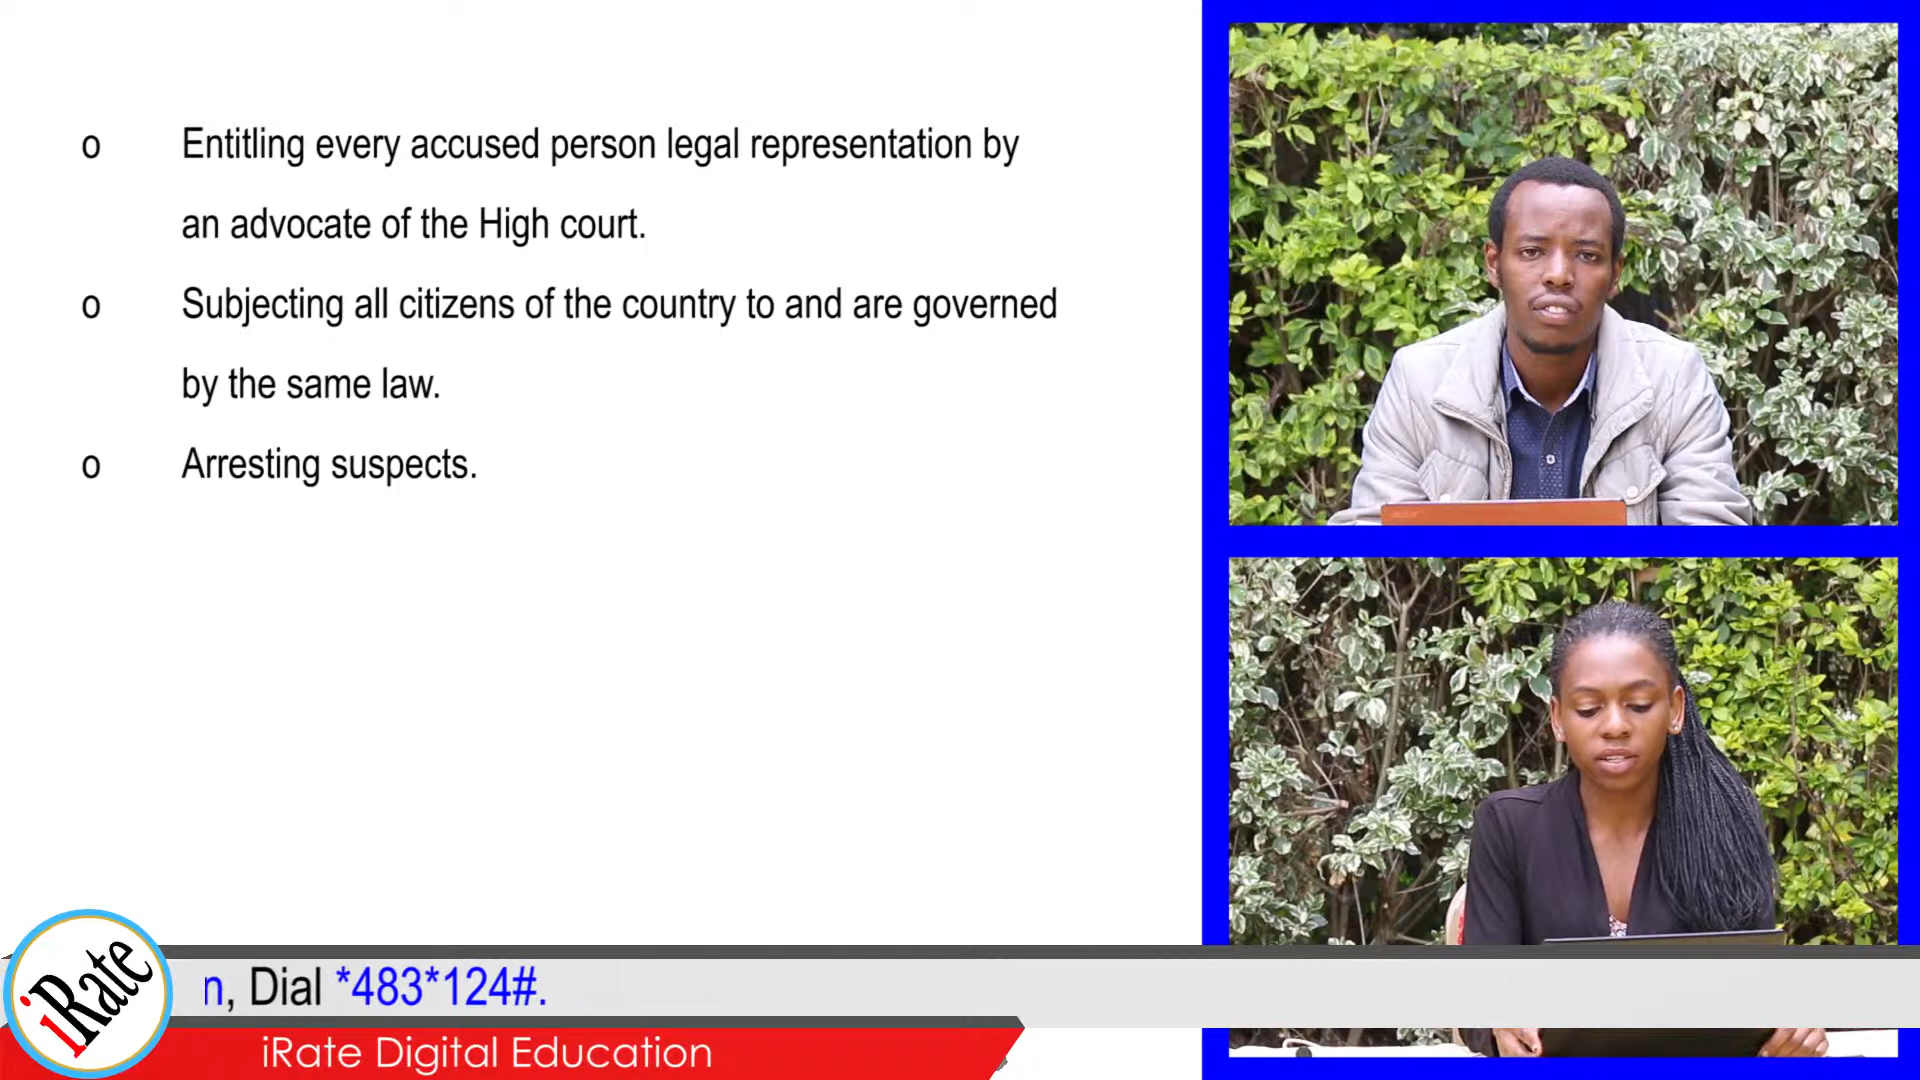 o Entitling every accused person legal representation by
an advocate of the High court.
o Subjecting all citizens of the country to and are governed
by the same law.
o Arresting suspects.
iRate
n, Dial *483*124#.
iRate Digital Education